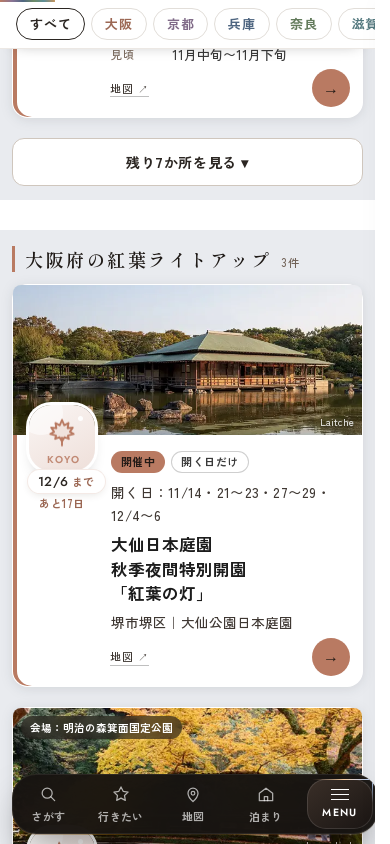 すべて 大阪 京都 兵庫 奈良 滋賀
見頃 11月中旬〜11月下旬
地図 ↗
→
残り7か所を見る ▾
大阪府の紅葉ライトアップ 3件
Laitche
KOYO
12/6 まで
あと17日
開催中 開く日だけ
開く日：11/14・21〜23・27〜29・
12/4〜6
大仙日本庭園
秋季夜間特別開園
「紅葉の灯」
堺市堺区｜大仙公園日本庭園
地図 ↗
→
会場：明治の森箕面国定公園
さがす 行きたい 地図 泊まり MENU